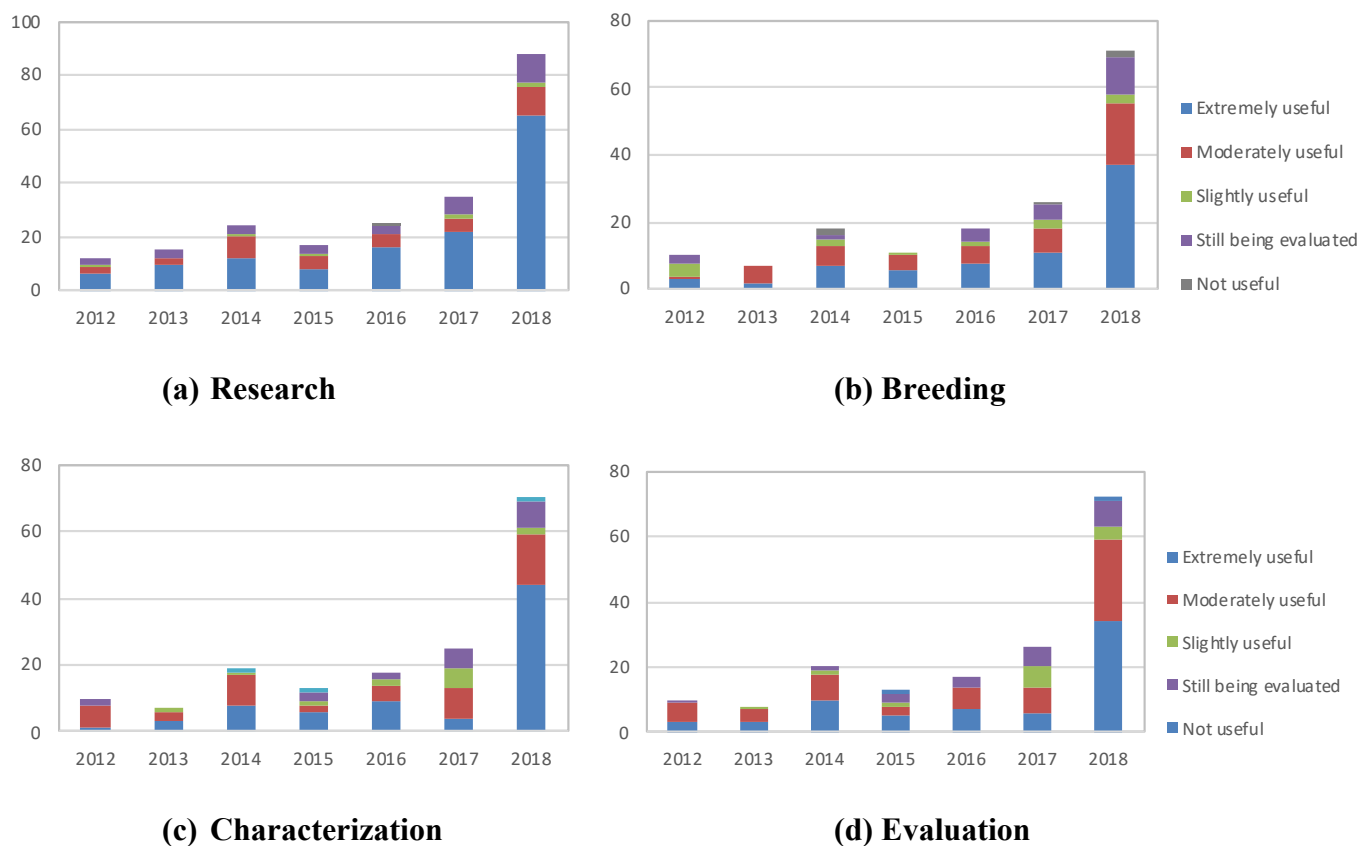 100
80
60
40
20
0
2012 2013 2014 2015 2016 2017 2018
(a) Research
80
60
40
20
0
2012 2013 2014 2015 2016 2017 2018
Extremely useful
Moderately useful
Slightly useful
Still being evaluated
Not useful
(b) Breeding
80
60
40
20
0
2012 2013 2014 2015 2016 2017 2018
(c) Characterization
80
60
40
20
0
2012 2013 2014 2015 2016 2017 2018
Extremely useful
Moderately useful
Slightly useful
Still being evaluated
Not useful
(d) Evaluation